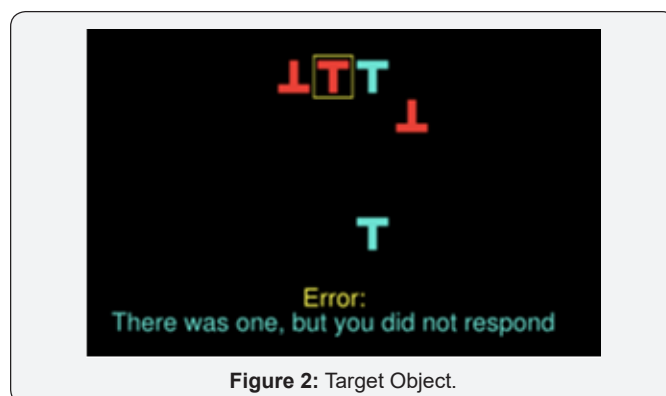 T T T
T
T
Error:
There was one, but you did not respond
Figure 2: Target Object.